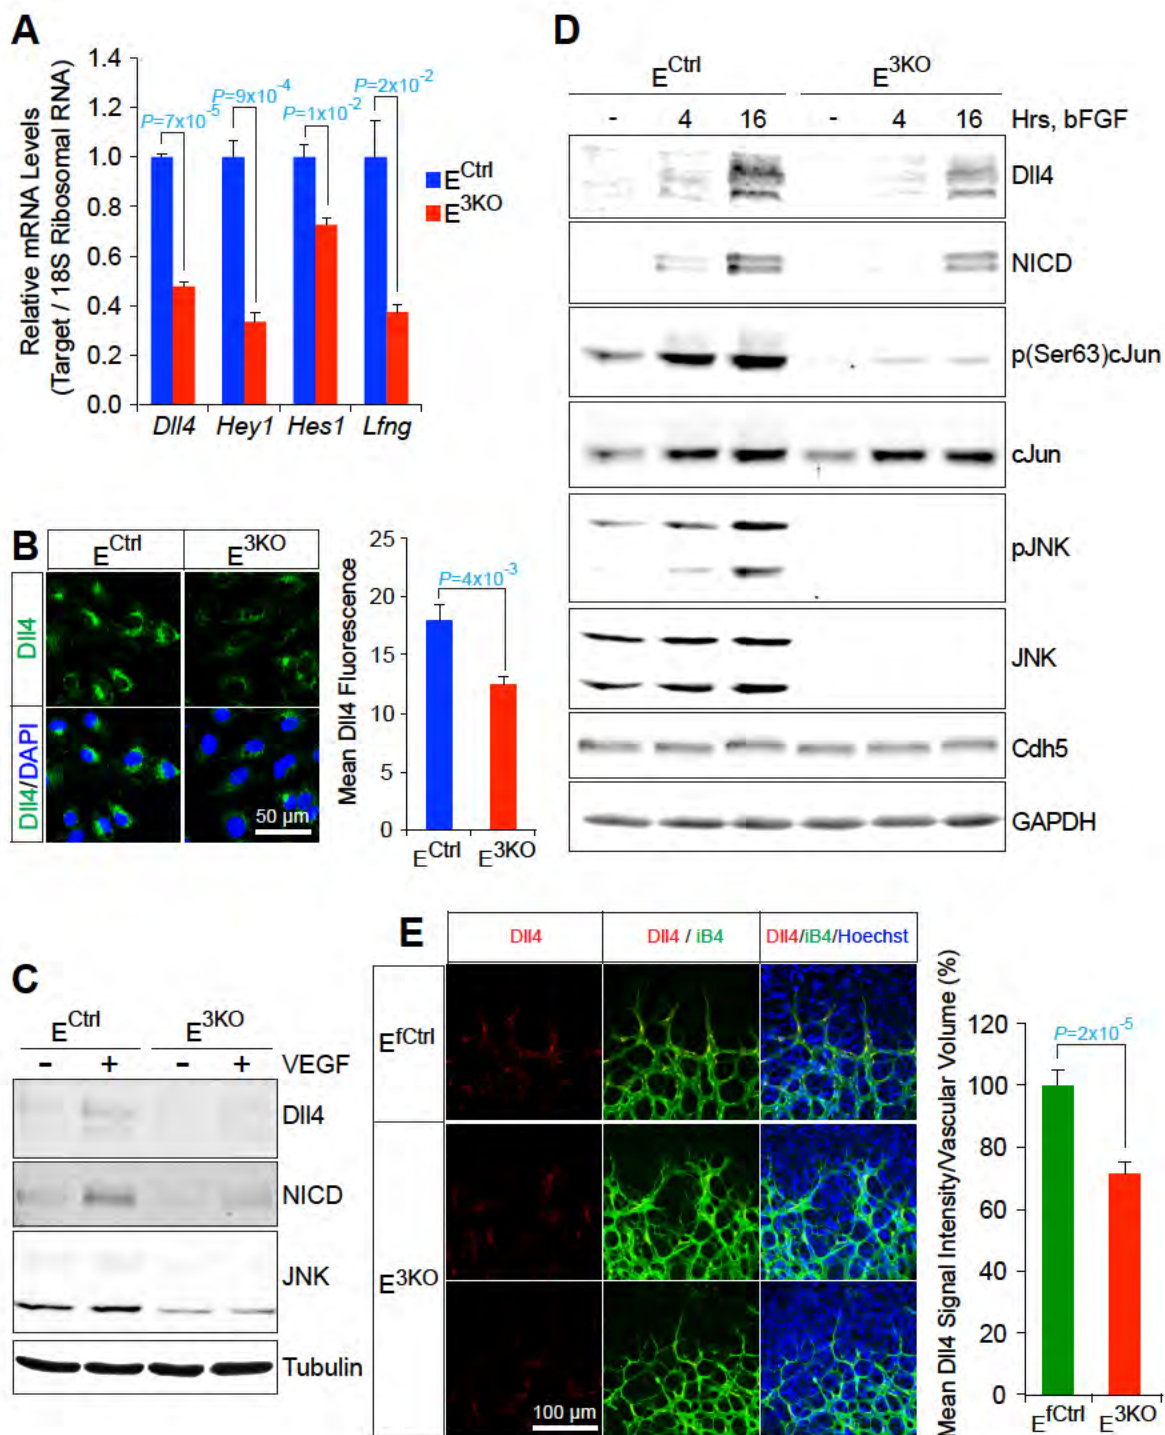 A
Relative mRNA Levels
(Target / 18S Ribosomal RNA)
1.4
1.2
1.0
0.8
0.6
0.4
0.2
0.0
P=7x10-5
P=9x10-4
P=1x10-2
P=2x10-2
ECtrl
E3KO
Dll4 Hey1 Hes1 Lfng
B
ECtrl E3KO
Dll4
Dll4/DAPI
50 µm
Mean Dll4 Fluorescence
25
20
15
10
5
0
P=4x10-3
ECtrl E3KO
C
ECtrl E3KO
- + - + VEGF
Dll4
NICD
JNK
Tubulin
D
ECtrl E3KO
- 4 16 - 4 16 Hrs, bFGF
Dll4
NICD
p(Ser63)cJun
cJun
pJNK
JNK
Cdh5
GAPDH
E
Dll4 Dll4 / iB4 Dll4/iB4/Hoechst
EfCtrl
E3KO
100 µm
Mean Dll4 Signal Intensity/Vascular Volume (%)
120
100
80
60
40
20
0
P=2x10-5
EfCtrl E3KO